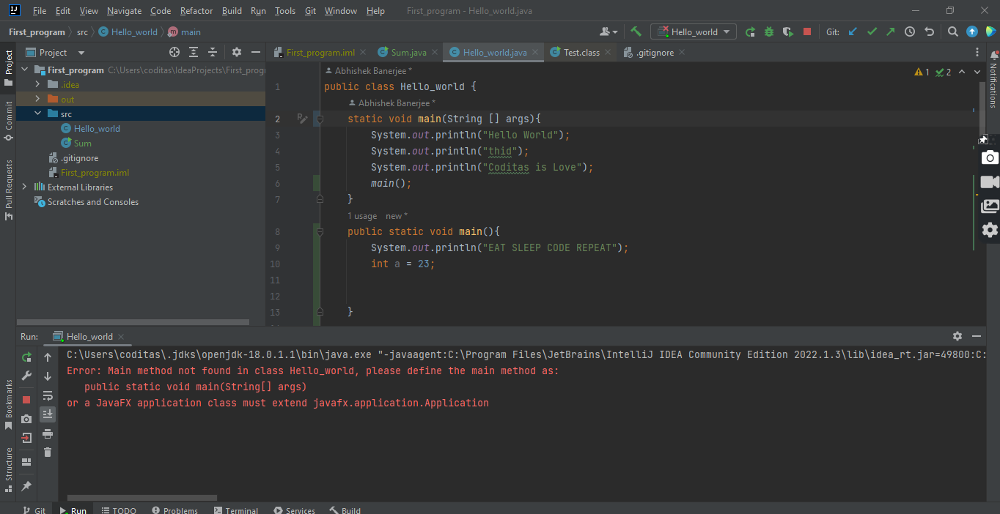 File Edit View Navigate Code Refactor Build Run Tools Git Window Help First_program - Hello_world.java
First_program src Hello_world main Hello_world Git:
Project First_program.iml Sum.java Hello_world.java Test.class .gitignore
Project
Commit
Pull Requests
Bookmarks
Structure
Notifications
First_program C:\Users\coditas\IdeaProjects\First_prog
.idea
out
src
Hello_world
Sum
.gitignore
First_program.iml
External Libraries
Scratches and Consoles
Abhishek Banerjee * 1 2
1 public class Hello_world {
Abhishek Banerjee *
2 static void main(String [] args){
3 System.out.println("Hello World");
4 System.out.println("thid");
5 System.out.println("Coditas is Love");
6 main();
7 }
1 usage new *
8 public static void main(){
9 System.out.println("EAT SLEEP CODE REPEAT");
10 int a = 23;
11
12
13 }
Run: Hello_world
C:\Users\coditas\.jdks\openjdk-18.0.1.1\bin\java.exe "-javaagent:C:\Program Files\JetBrains\IntelliJ IDEA Community Edition 2022.1.3\lib\idea_rt.jar=49800:C:
Error: Main method not found in class Hello_world, please define the main method as:
public static void main(String[] args)
or a JavaFX application class must extend javafx.application.Application
Git Run TODO Problems Terminal Services Build